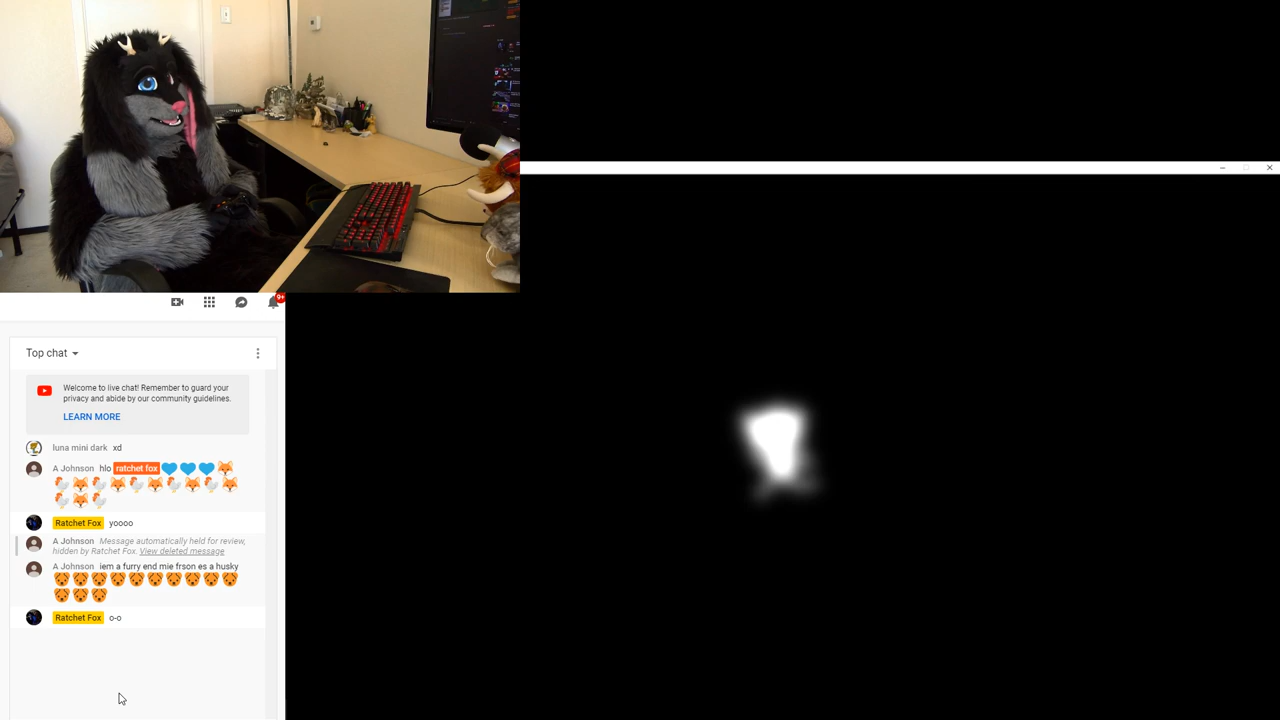 9+
Top chat
Welcome to live chat! Remember to guard your
privacy and abide by our community guidelines.
LEARN MORE
luna mini dark xd
A Johnson hlo ratchet fox
Ratchet Fox yoooo
A Johnson Message automatically held for review,
hidden by Ratchet Fox. View deleted message
A Johnson iem a furry end mie frson es a husky
Ratchet Fox o-o